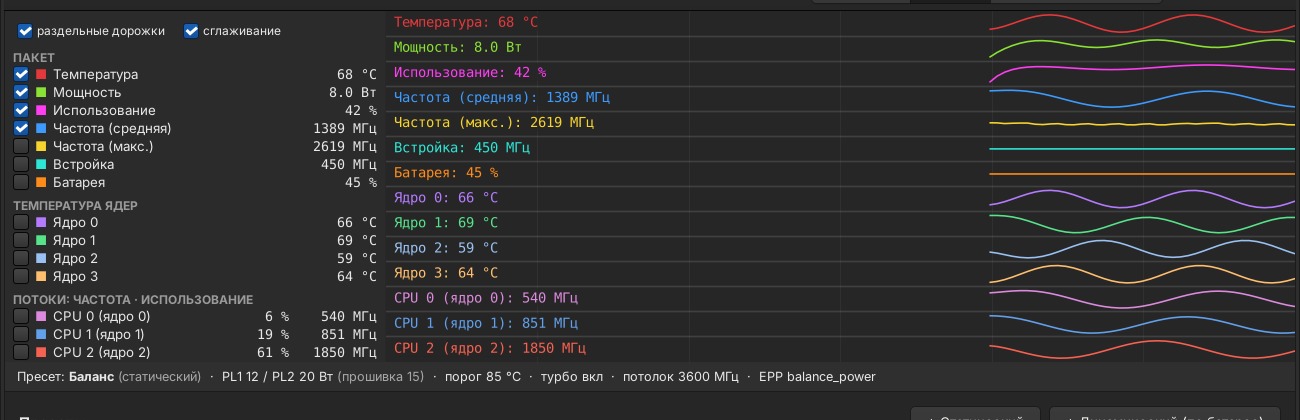 раздельные дорожки сглаживание
ПАКЕТ
Температура 68 °C
Мощность 8.0 Вт
Использование 42 %
Частота (средняя) 1389 МГц
Частота (макс.) 2619 МГц
Встройка 450 МГц
Батарея 45 %
ТЕМПЕРАТУРА ЯДЕР
Ядро 0 66 °C
Ядро 1 69 °C
Ядро 2 59 °C
Ядро 3 64 °C
ПОТОКИ: ЧАСТОТА · ИСПОЛЬЗОВАНИЕ
CPU 0 (ядро 0) 6 % 540 МГц
CPU 1 (ядро 1) 19 % 851 МГц
CPU 2 (ядро 2) 61 % 1850 МГц
Температура: 68 °C
Мощность: 8.0 Вт
Использование: 42 %
Частота (средняя): 1389 МГц
Частота (макс.): 2619 МГц
Встройка: 450 МГц
Батарея: 45 %
Ядро 0: 66 °C
Ядро 1: 69 °C
Ядро 2: 59 °C
Ядро 3: 64 °C
CPU 0 (ядро 0): 540 МГц
CPU 1 (ядро 1): 851 МГц
CPU 2 (ядро 2): 1850 МГц
Пресет: Баланс (статический) · PL1 12 / PL2 20 Вт (прошивка 15) · порог 85 °C · турбо вкл · потолок 3600 МГц · EPP balance_power